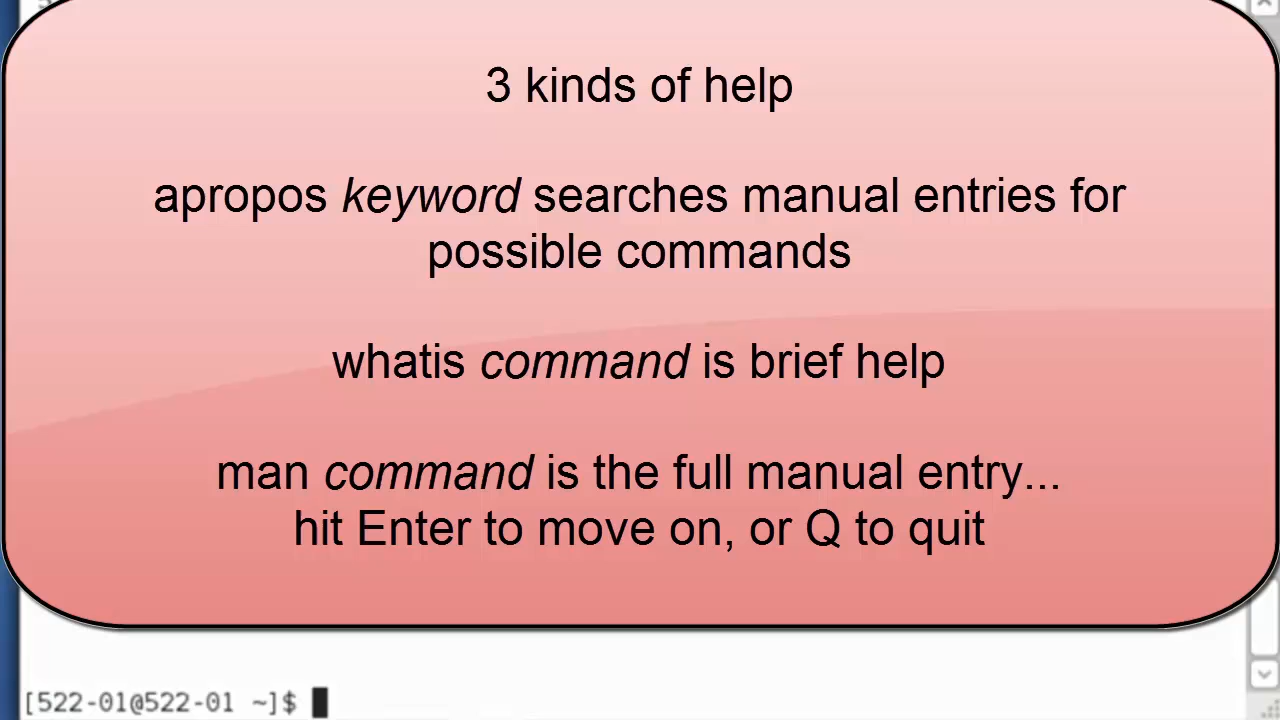 3 kinds of help
apropos keyword searches manual entries for
possible commands
whatis command is brief help
man command is the full manual entry...
hit Enter to move on, or Q to quit
[522-01@522-01 ~]$